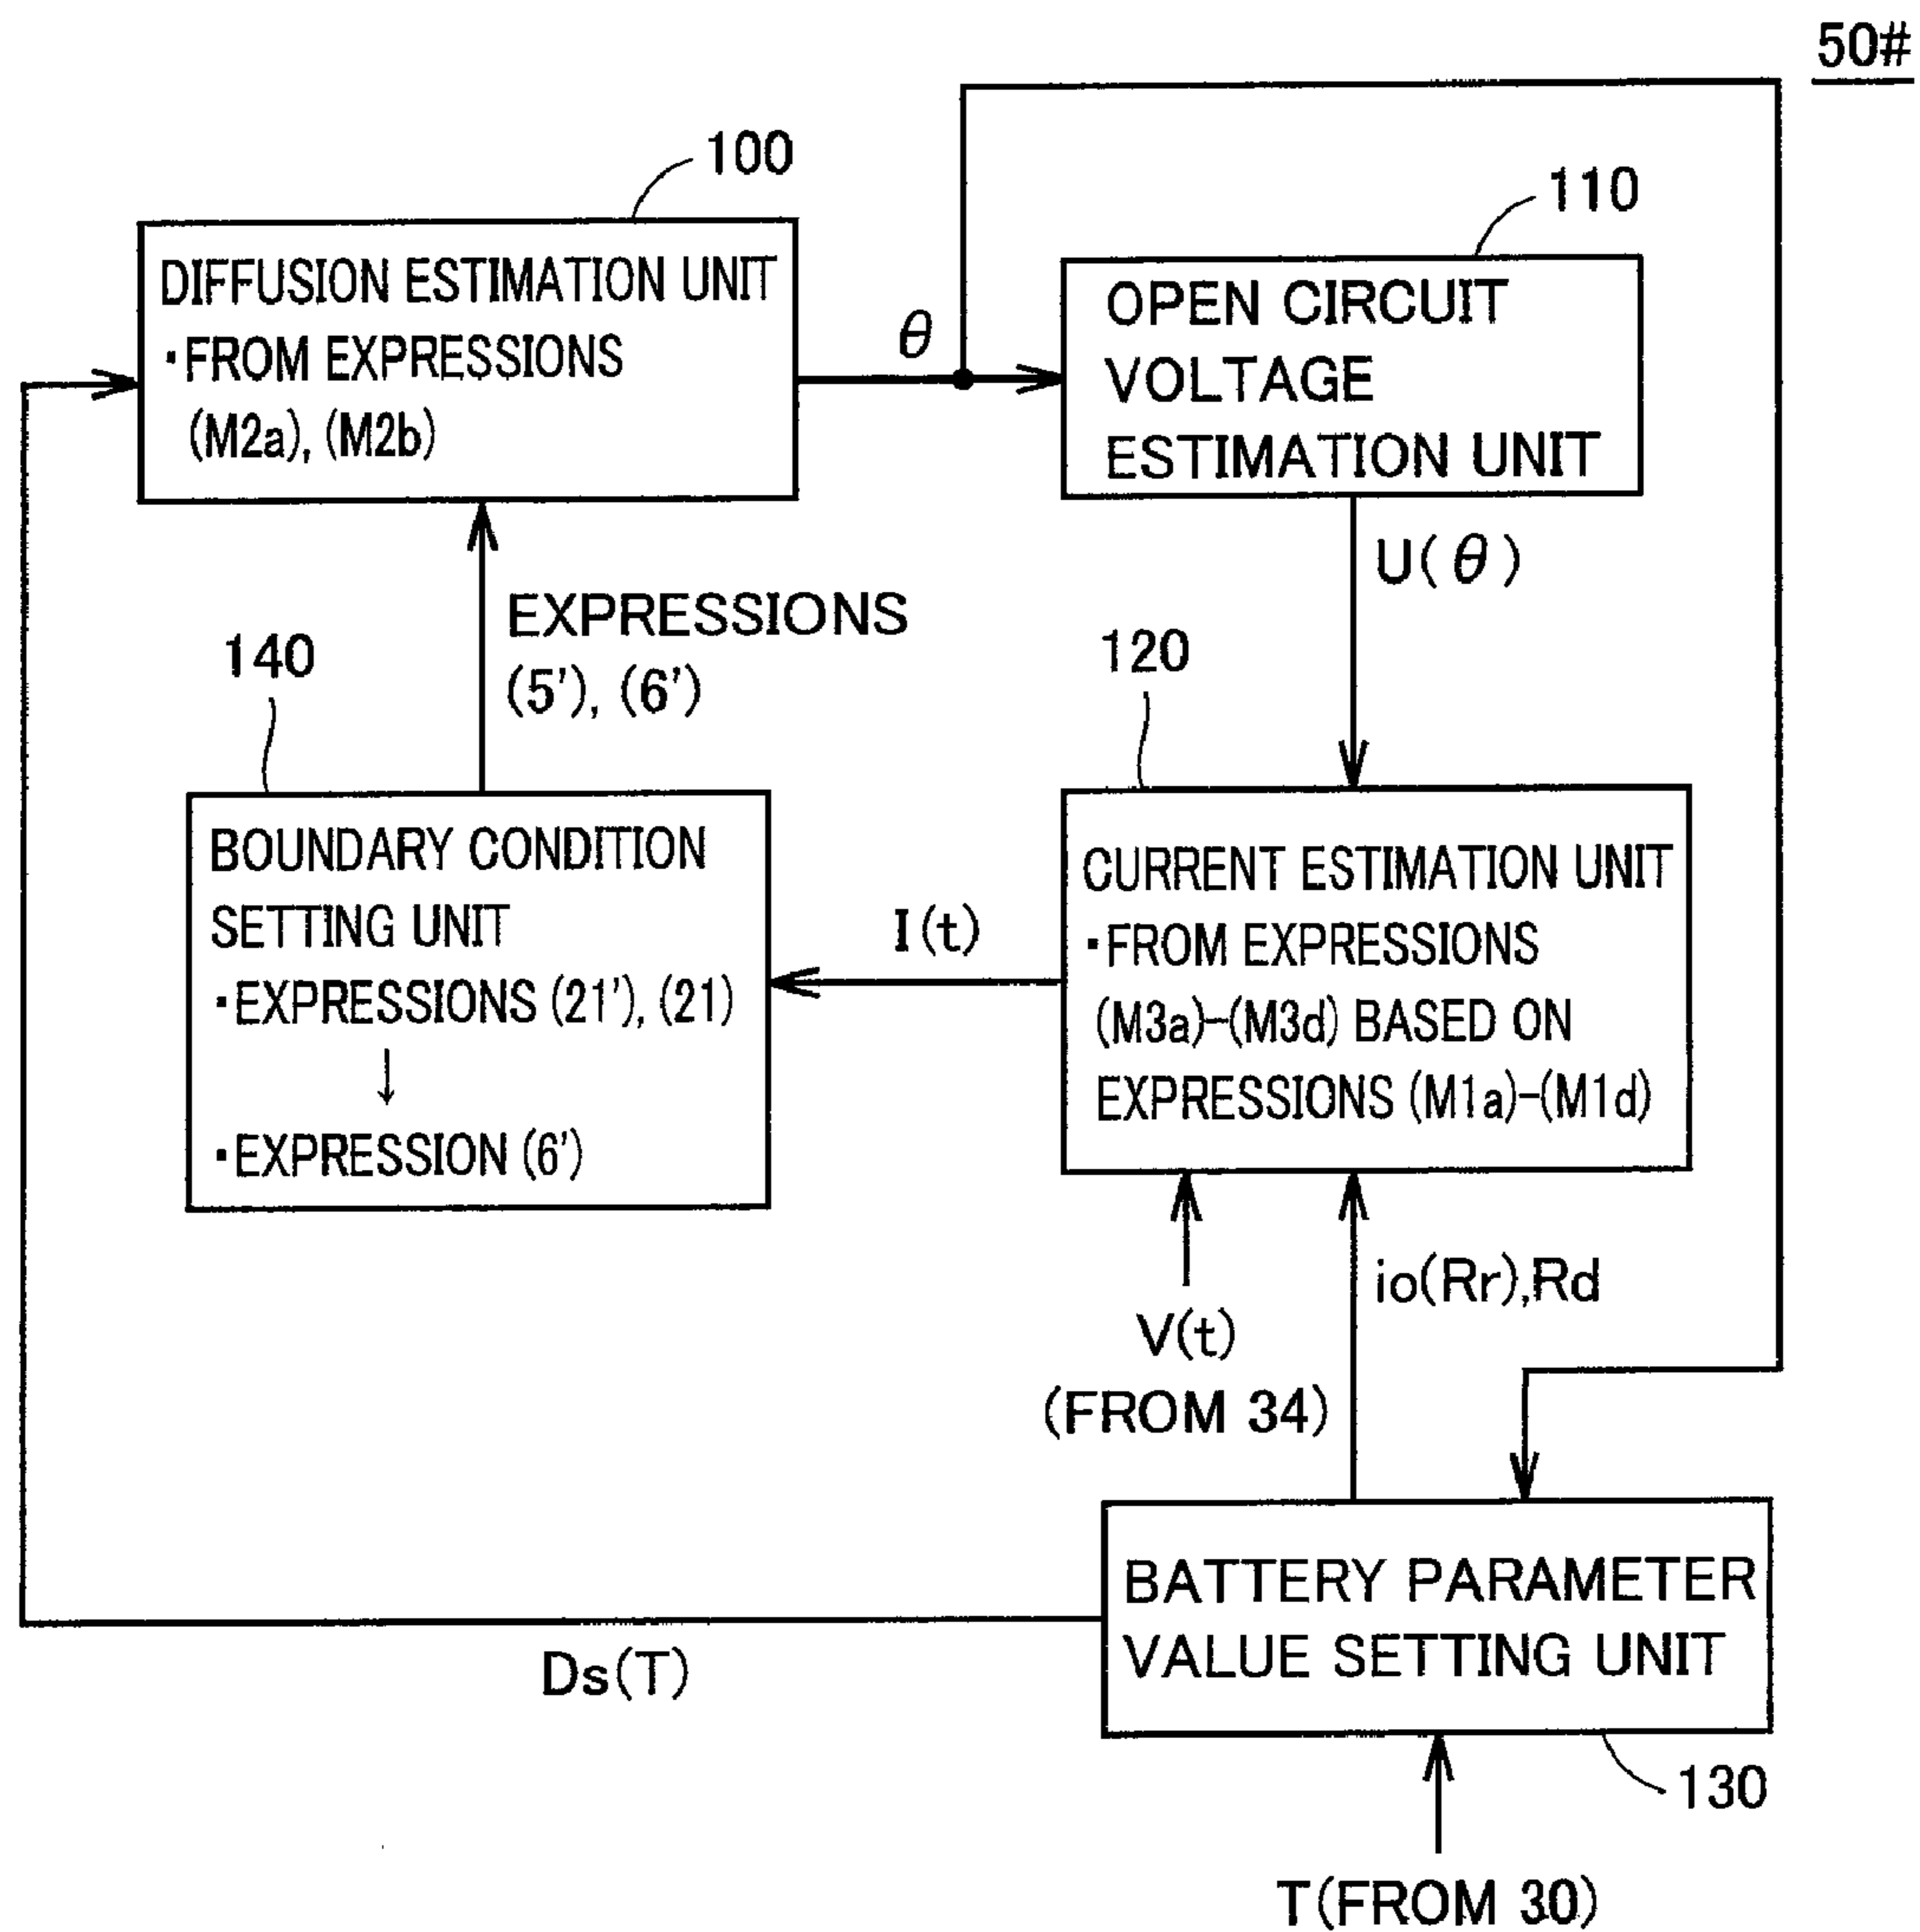 50#
100
DIFFUSION ESTIMATION UNIT
・FROM EXPRESSIONS
(M2a), (M2b)
θ
110
OPEN CIRCUIT
VOLTAGE
ESTIMATION UNIT
U(θ)
EXPRESSIONS
(5'), (6')
140
BOUNDARY CONDITION
SETTING UNIT
・EXPRESSIONS (21'), (21)
↓
・EXPRESSION (6')
I(t)
120
CURRENT ESTIMATION UNIT
・FROM EXPRESSIONS
(M3a)-(M3d) BASED ON
EXPRESSIONS (M1a)-(M1d)
V(t)
(FROM 34)
io(Rr),Rd
Ds(T)
BATTERY PARAMETER
VALUE SETTING UNIT
130
T(FROM 30)